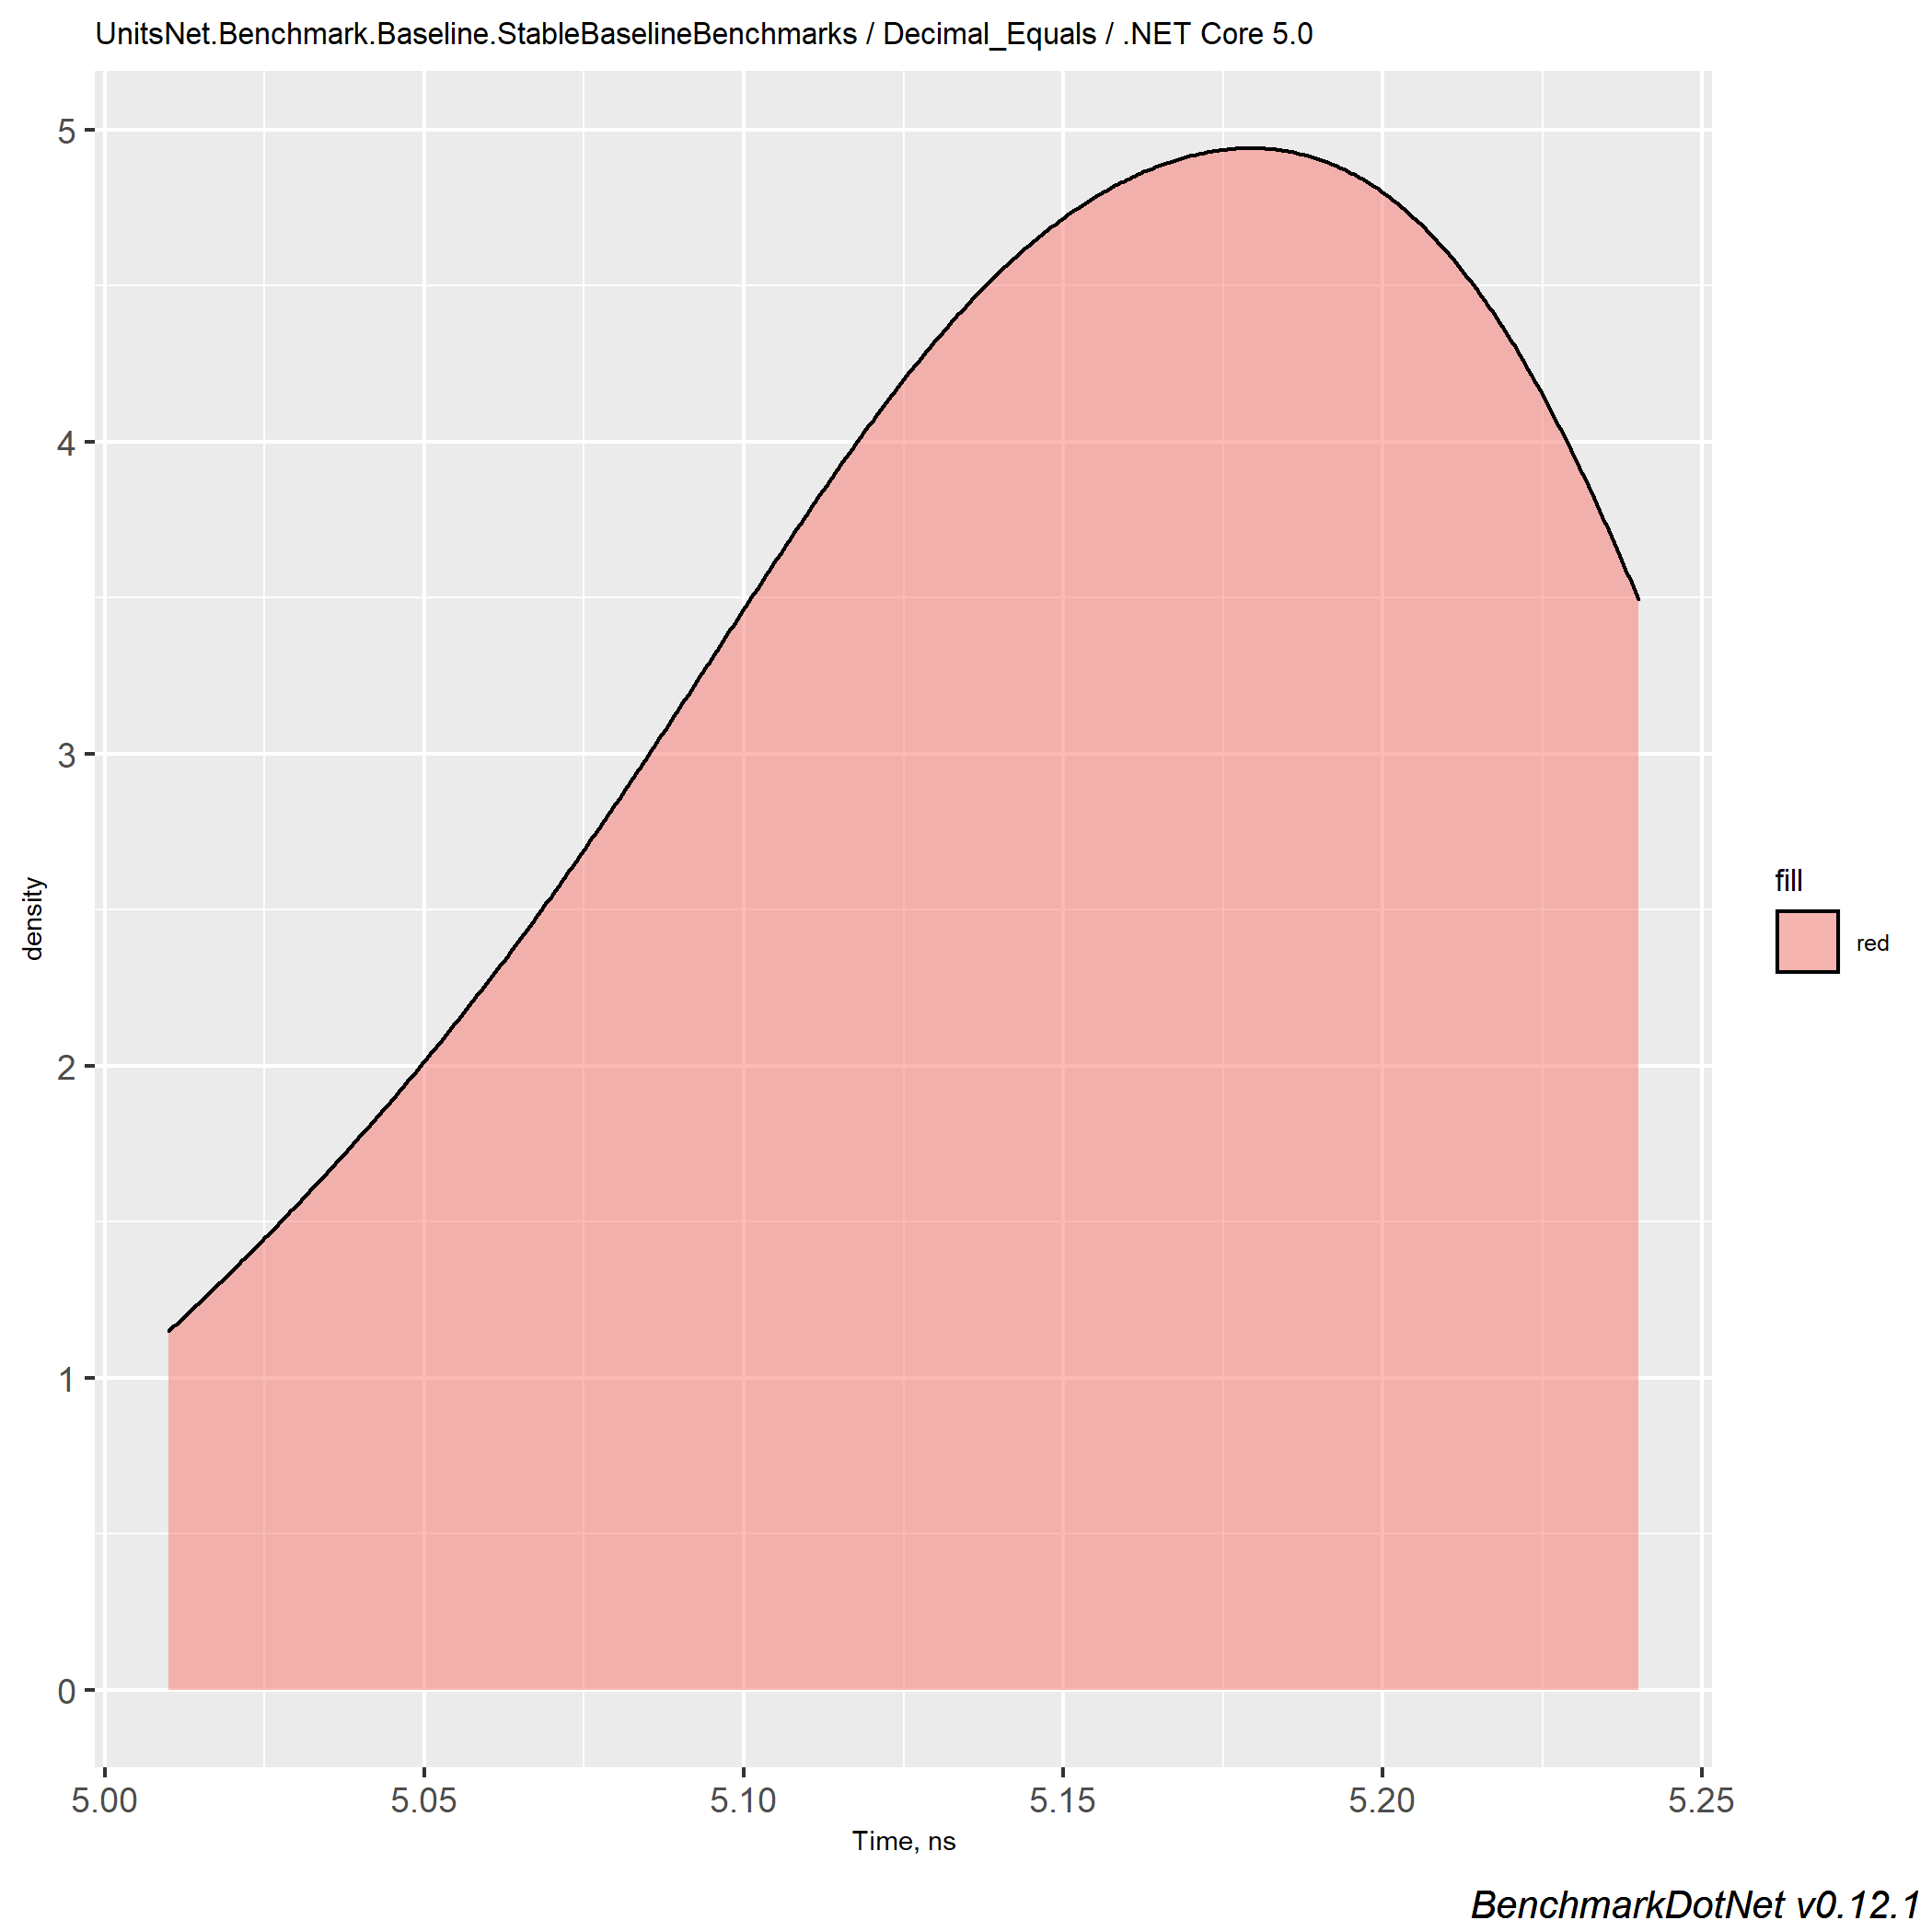 UnitsNet.Benchmark.Baseline.StableBaselineBenchmarks / Decimal_Equals / .NET Core 5.0
5
4
3
2
1
0
density
5.00 5.05 5.10 5.15 5.20 5.25
Time, ns
fill
red
BenchmarkDotNet v0.12.1